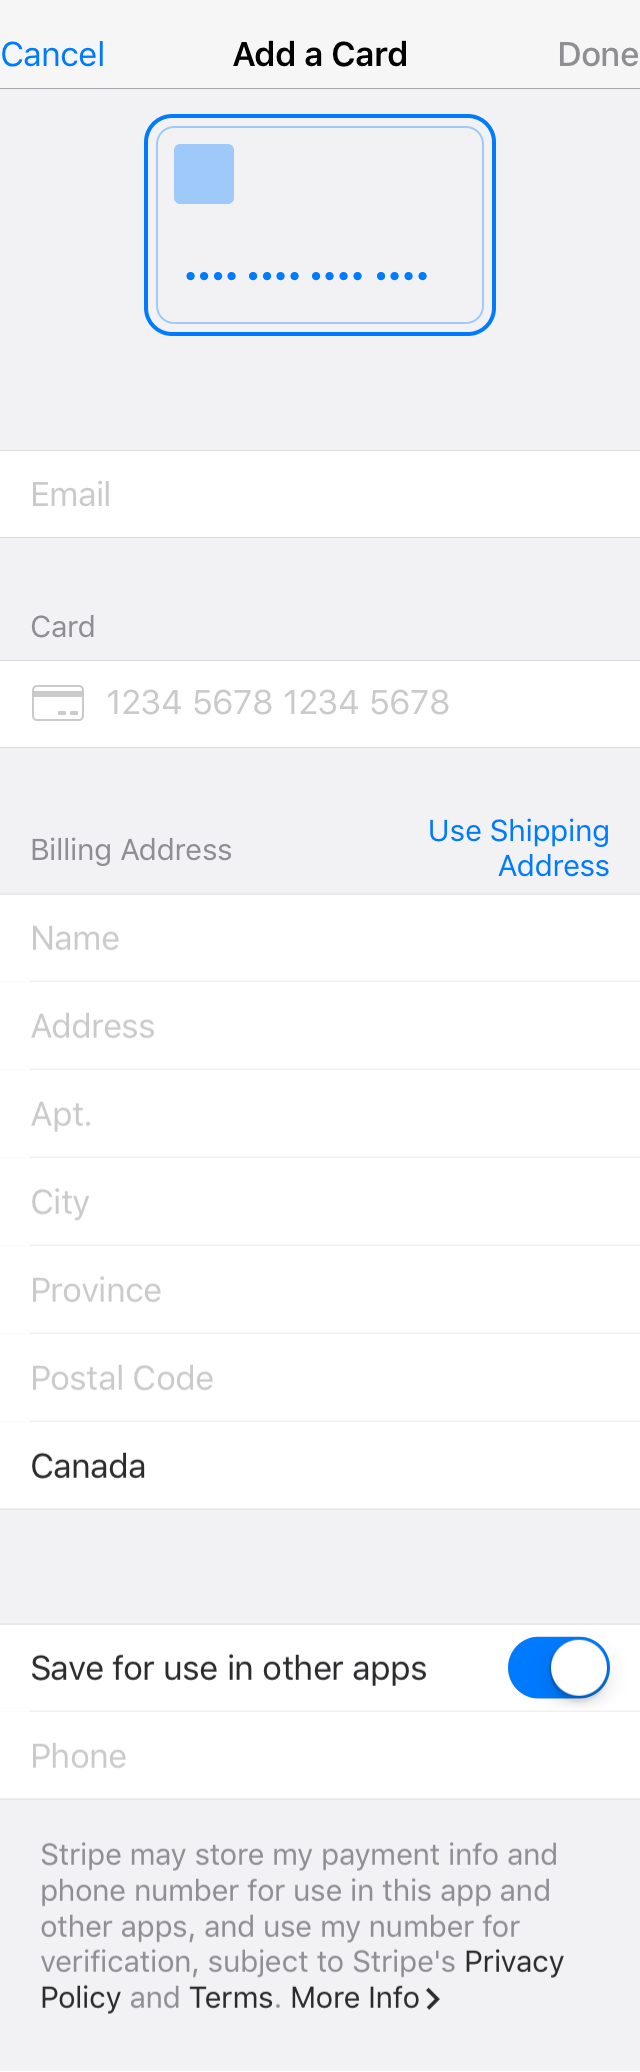 Cancel Add a Card Done
•••• •••• •••• ••••
Email
Card
1234 5678 1234 5678
Billing Address
Use Shipping
Address
Name
Address
Apt.
City
Province
Postal Code
Canada
Save for use in other apps
Phone
Stripe may store my payment info and
phone number for use in this app and
other apps, and use my number for
verification, subject to Stripe's Privacy
Policy and Terms. More Info